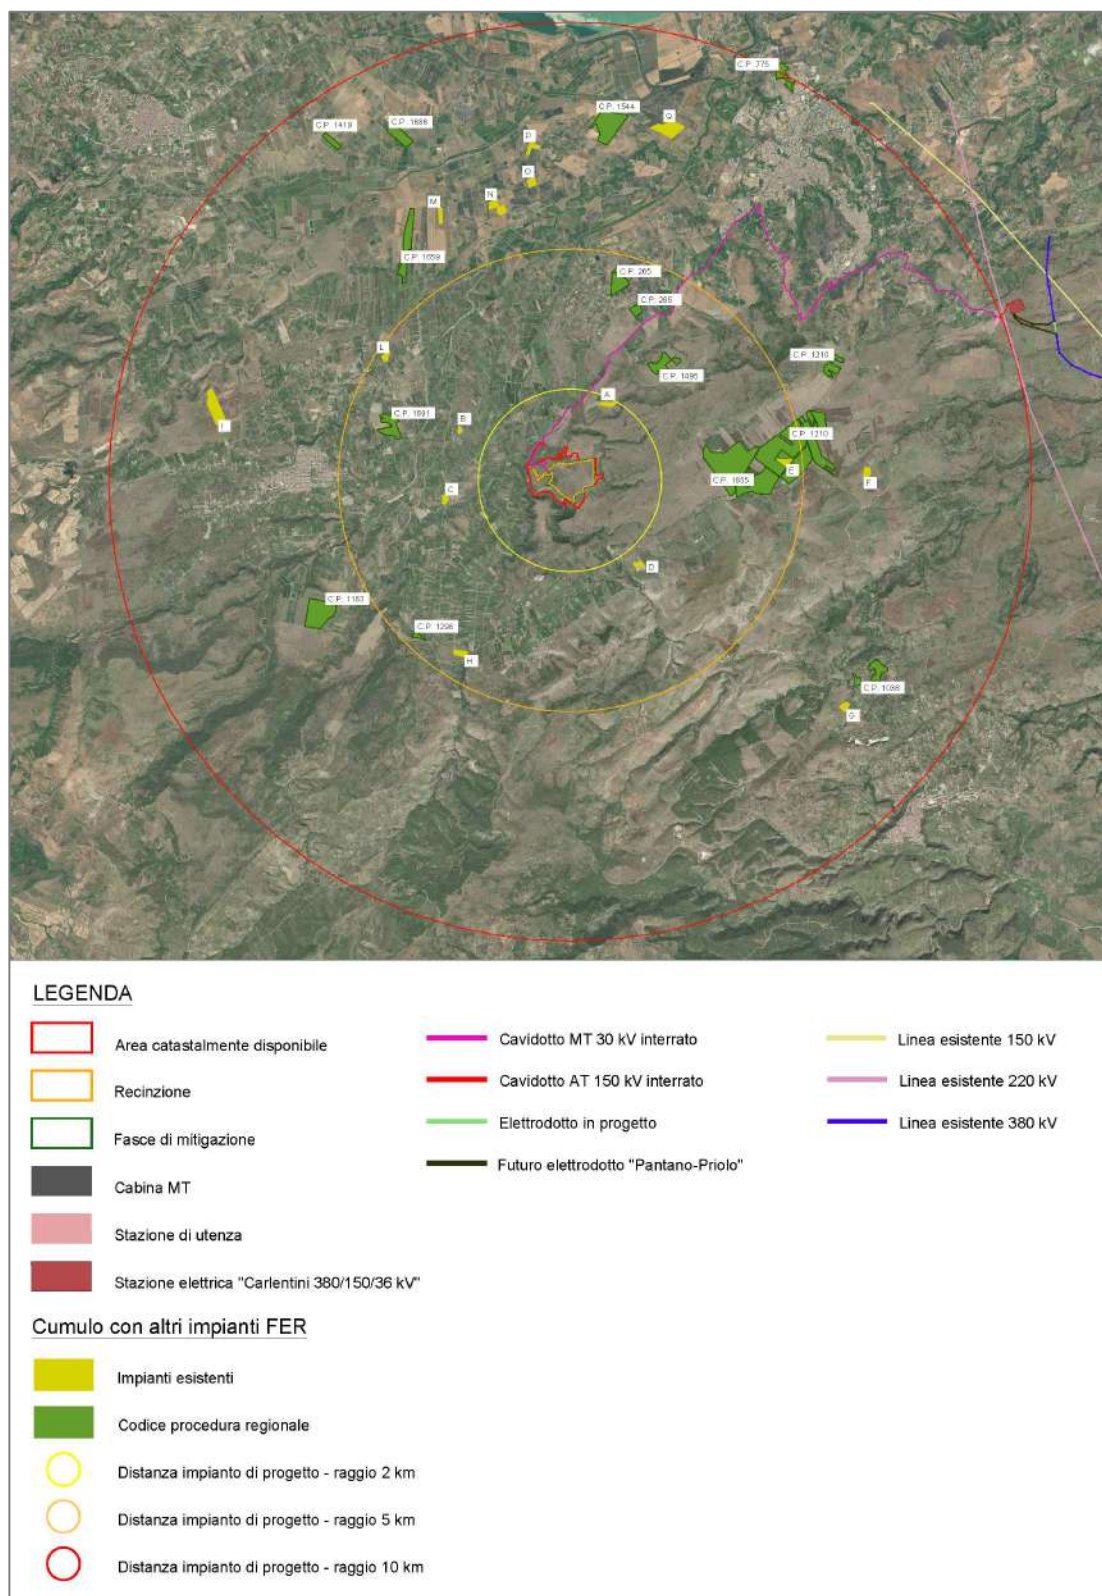 C.P. 775
C.P. 1544
Q
C.P. 1419
C.P. 1686
P
O
N
M
C.P. 1659
C.P. 265
C.P. 265
L
C.P. 1495
C.P. 1210
A
I
C.P. 1691
B
C.P. 1210
E
C.P. 1665
F
C
D
C.P. 1183
C.P. 1296
H
C.P. 1088
G
LEGENDA
Area catastalmente disponibile
Recinzione
Fasce di mitigazione
Cabina MT
Stazione di utenza
Stazione elettrica "Carlentini 380/150/36 kV"
Cavidotto MT 30 kV interrato
Cavidotto AT 150 kV interrato
Elettrodotto in progetto
Futuro elettrodotto "Pantano-Priolo"
Linea esistente 150 kV
Linea esistente 220 kV
Linea esistente 380 kV
Cumulo con altri impianti FER
Impianti esistenti
Codice procedura regionale
Distanza impianto di progetto - raggio 2 km
Distanza impianto di progetto - raggio 5 km
Distanza impianto di progetto - raggio 10 km